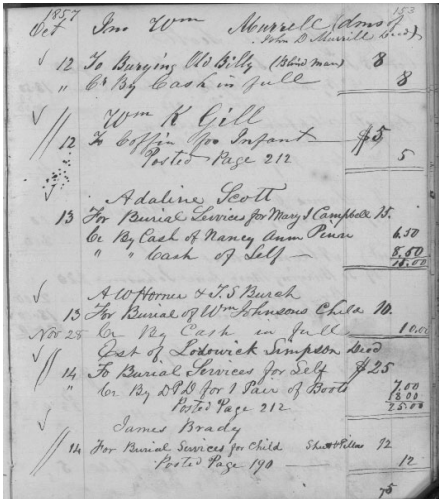 1857 153
Oct Jno Wm Murrell (Adms of
John D Murrill Decd)
12 To Burying Old Billy (Blind man) 8
" Cr By Cash in full 8
Wm K Gill
// 12 To Coffin for Infant $5
Posted Page 212 5
Adaline Scott
13 For Burial Services for Mary J Campbell 15.
Cr By Cash of Nancy Ann Penn 6.50
" " Cash of Self 8.50
15.00
A W Horner & T. S Burch
13 For Burial of Wm Johnsons Child 10.
Nov 28 Cr By Cash in full 10.00
Est of Lodowick Simpson Decd
// 14 To Burial Services for Self $25
" Cr By D P D for 1 Pair of Boots 7.00
18.00
Posted Page 212 25.00
James Brady
// 14 For Burial Services for Child 12
Posted Page 190 12
75